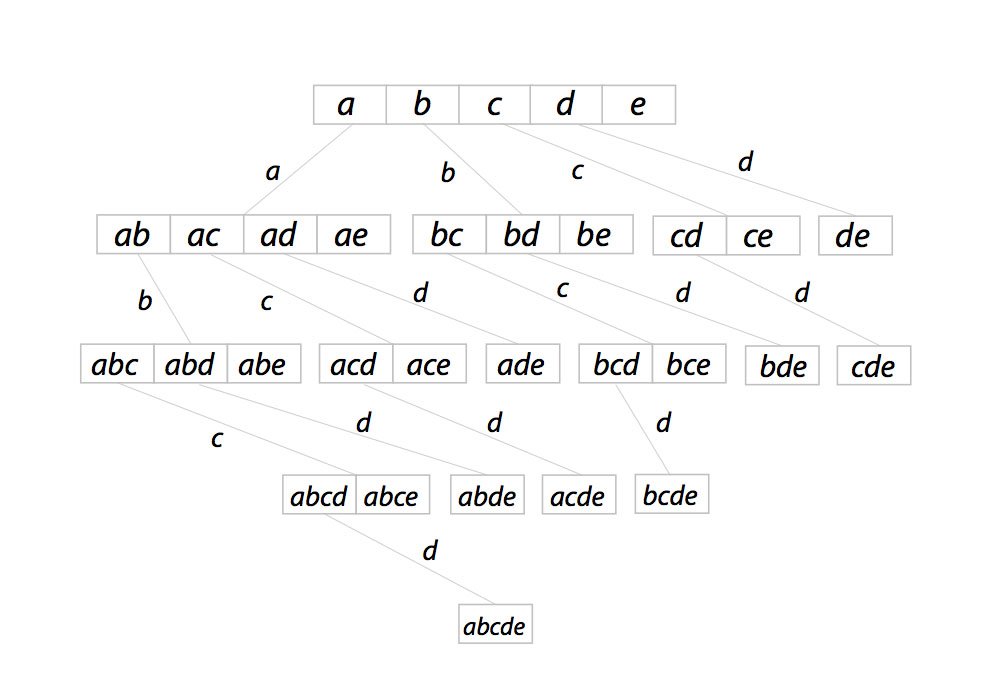 a b c d e
a b c d
ab ac ad ae bc bd be cd ce de
b c d c d d
abc abd abe acd ace ade bcd bce bde cde
c d d d
abcd abce abde acde bcde
d
abcde